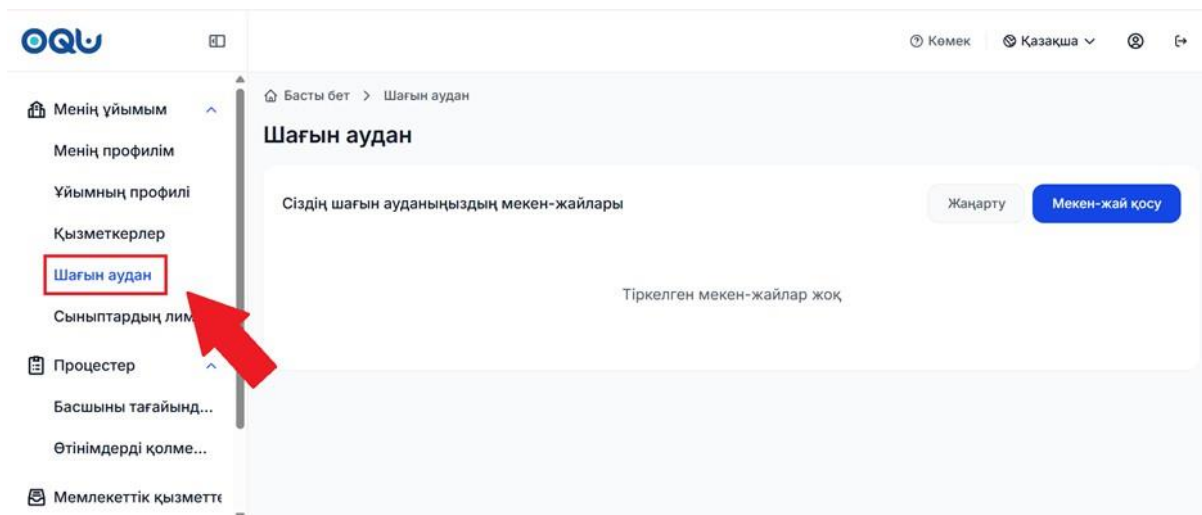 OQU
Көмек
Қазақша
Менің ұйымым
Менің профилім
Ұйымның профилі
Қызметкерлер
Шағын аудан
Сыныптардың
Процестер
Басшыны тағайынд...
Өтінімдерді қолме...
Мемлекеттік
Басты бет > Шағын аудан
Шағын аудан
Сіздің шағын ауданыңыздың мекен-жайлары
Жаңарту
Мекен-жай қосу
Тіркелген мекен-жайлар жоқ